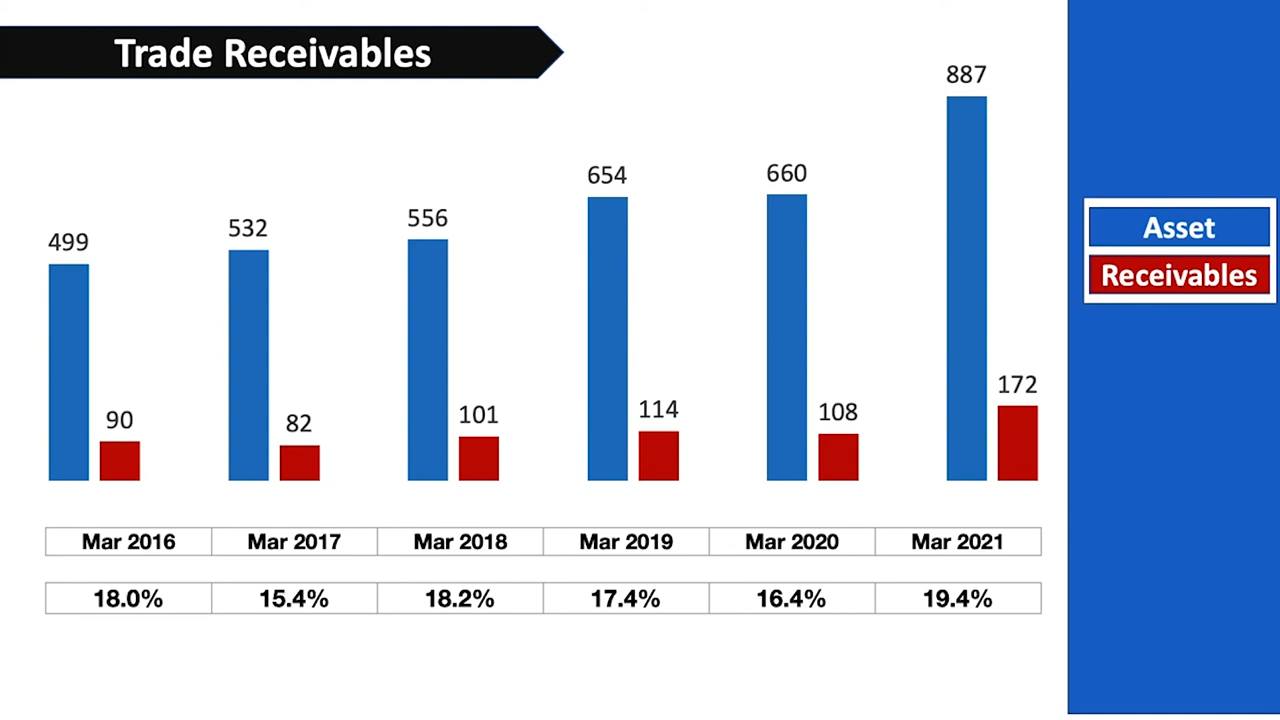 Trade Receivables
887
654
660
556
532
499
172
114
108
101
90
82
Asset
Receivables
Mar 2016 Mar 2017 Mar 2018 Mar 2019 Mar 2020 Mar 2021
18.0% 15.4% 18.2% 17.4% 16.4% 19.4%